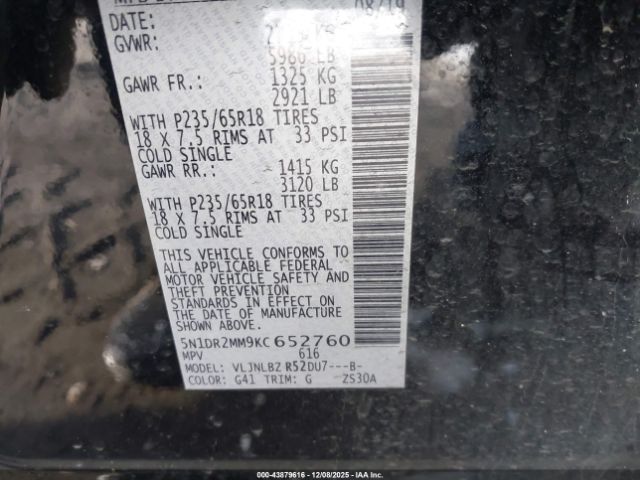 DATE: 08/19
GVWR:
5986 LB
GAWR FR.: 1325 KG
2921 LB
WITH P235/65R18 TIRES
18 X 7.5 RIMS AT 33 PSI
COLD SINGLE
GAWR RR.: 1415 KG
3120 LB
WITH P235/65R18 TIRES
18 X 7.5 RIMS AT 33 PSI
COLD SINGLE
THIS VEHICLE CONFORMS TO
ALL APPLICABLE FEDERAL
MOTOR VEHICLE SAFETY AND
THEFT PREVENTION
STANDARDS IN EFFECT ON
THE DATE OF MANUFACTURE
SHOWN ABOVE.
5N1DR2MM9KC652760
MPV 616
MODEL: VLJNLBZ R52DU7---B-
COLOR: G41 TRIM: G ZS30A
© 000-43879616 - 12/08/2025 - IAA Inc.